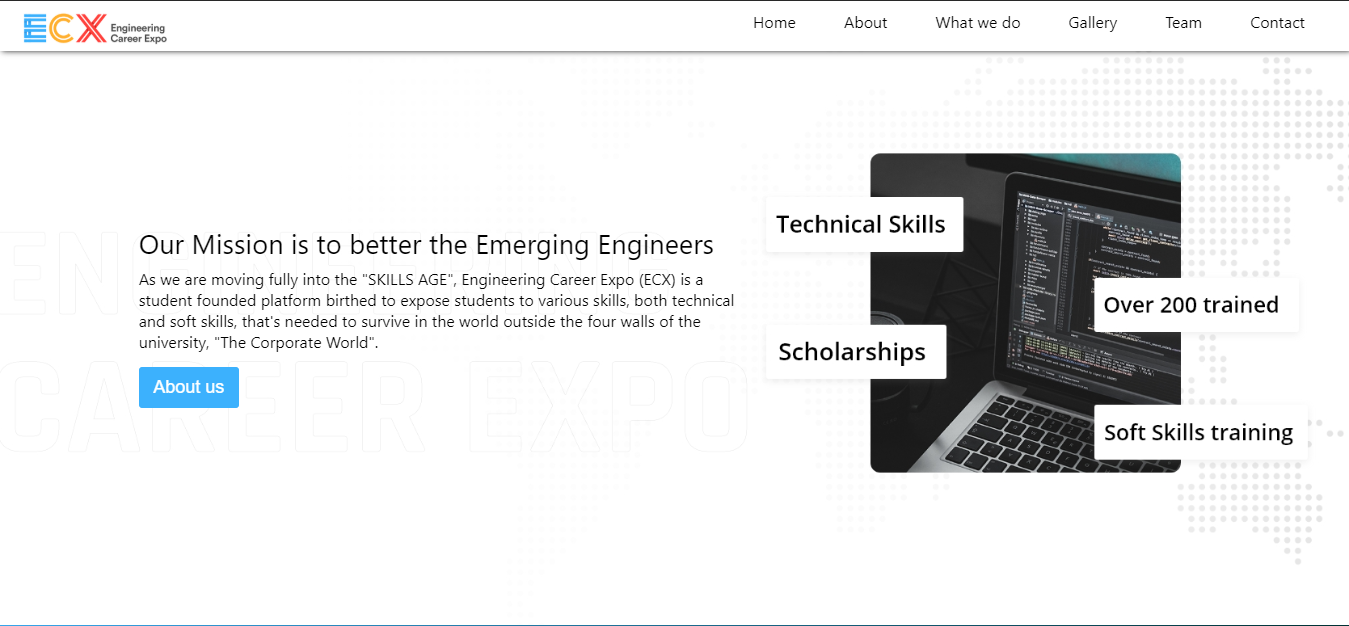 ECX Engineering
Career Expo
Home About What we do Gallery Team Contact
ENGINEERING
CAREER EXPO
Our Mission is to better the Emerging Engineers
As we are moving fully into the "SKILLS AGE", Engineering Career Expo (ECX) is a
student founded platform birthed to expose students to various skills, both technical
and soft skills, that's needed to survive in the world outside the four walls of the
university, "The Corporate World".
About us
Technical Skills
Over 200 trained
Scholarships
Soft Skills training